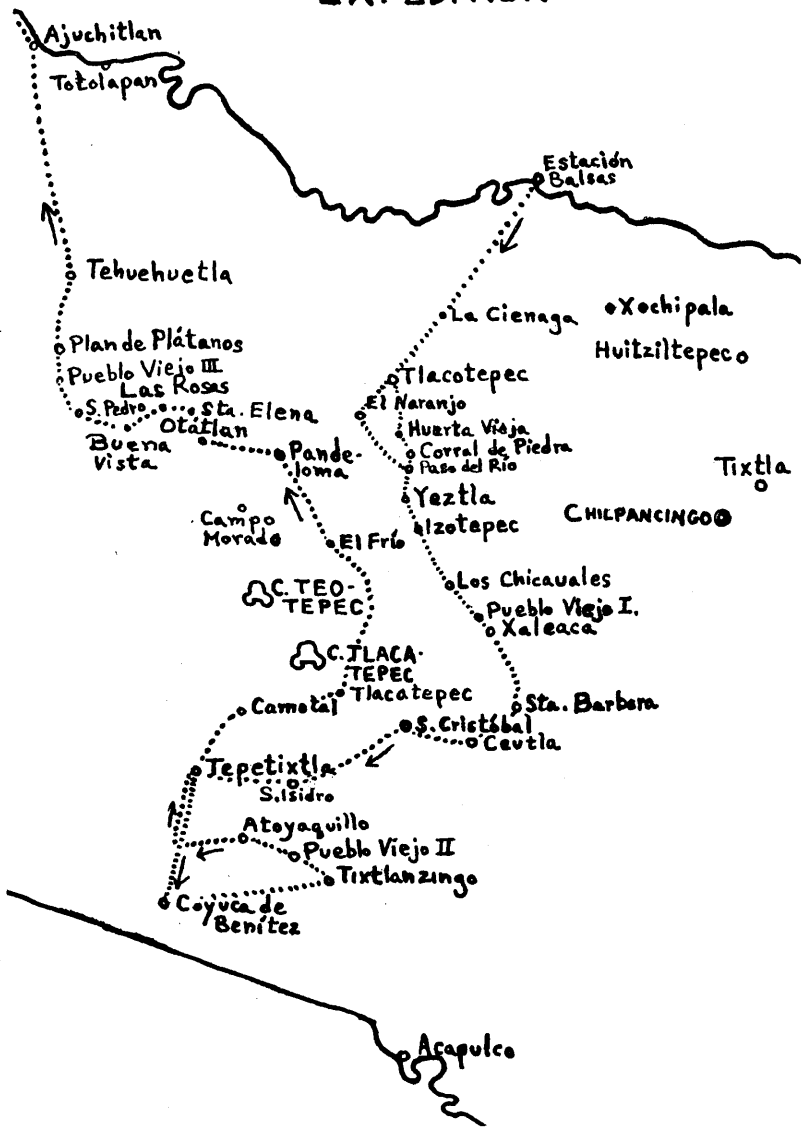 Ajuchitlan
Totolapan
Estación
Balsas
Tehuehuetla
La Cienaga
Xochipala
Huitziltepec
Plan de Plátanos
Pueblo Viejo III
Las Rosas
S. Pedro
Sta. Elena
Buena
Vista
Otátlan
Tlacotepec
El Naranjo
Huerta Vieja
Corral de Piedra
Paso del Río
Pande-
loma
Tixtla
Yeztla
CHILPANCINGO
Izotepec
Campo
Morado
El Frío
Los Chicauales
C. TEO-
TEPEC
Pueblo Viejo I.
Xaleaca
C. TLACA-
TEPEC
Tlacatepec
Camotal
Sta. Barbara
S. Cristóbal
Ceutla
Tepetixtla
S. Isidro
Atoyaquillo
Pueblo Viejo II
Tixtlanzingo
Coyuca de
Benítez
Acapulco